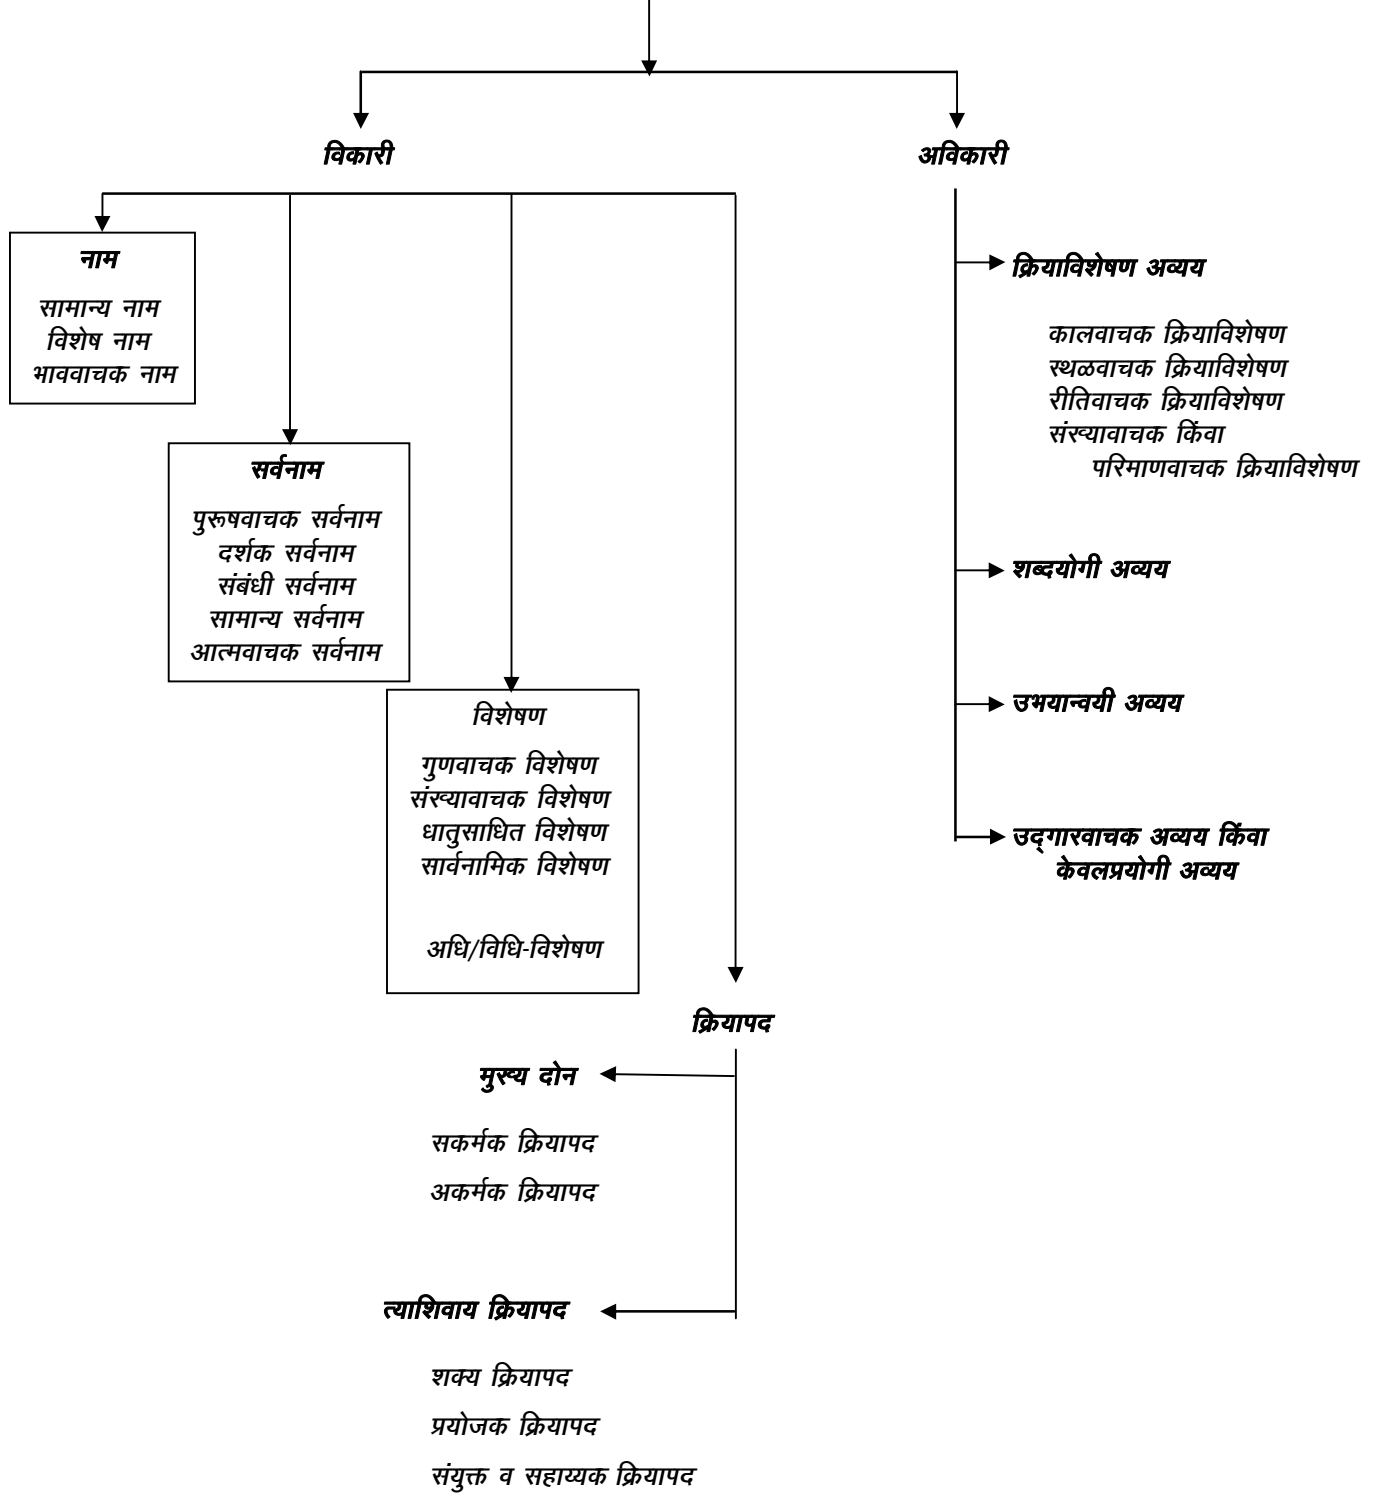 विकारी
अविकारी
नाम
सामान्य नाम
विशेष नाम
भाववाचक नाम
सर्वनाम
पुरूषवाचक सर्वनाम
दर्शक सर्वनाम
संबंधी सर्वनाम
सामान्य सर्वनाम
आत्मवाचक सर्वनाम
विशेषण
गुणवाचक विशेषण
संख्यावाचक विशेषण
धातुसाधित विशेषण
सार्वनामिक विशेषण
अधि/विधि-विशेषण
क्रियापद
मुख्य दोन
सकर्मक क्रियापद
अकर्मक क्रियापद
त्याशिवाय क्रियापद
शक्य क्रियापद
प्रयोजक क्रियापद
संयुक्त व सहाय्यक क्रियापद
क्रियाविशेषण अव्यय
कालवाचक क्रियाविशेषण
स्थळवाचक क्रियाविशेषण
रीतिवाचक क्रियाविशेषण
संख्यावाचक किंवा
परिमाणवाचक क्रियाविशेषण
शब्दयोगी अव्यय
उभयान्वयी अव्यय
उद्‌गारवाचक अव्यय किंवा
केवलप्रयोगी अव्यय